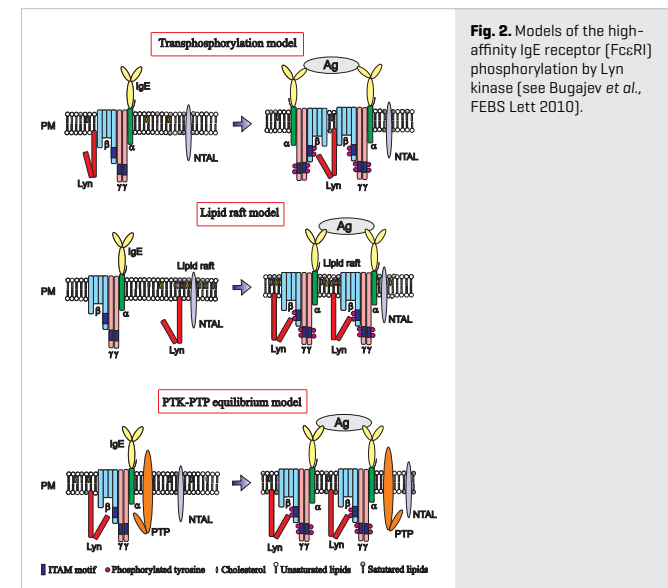 Transphosphorylation model
IgE
PM
β
α
Lyn
γγ
NTAL
Ag
α
β
β
α
Lyn
γγ
γγ
NTAL
Lipid raft model
IgE
Lipid raft
PM
β
α
γγ
Lyn
NTAL
Ag
Lipid raft
β
α
β
α
Lyn
γγ
Lyn
γγ
NTAL
PTK-PTP equilibrium model
IgE
PM
β
α
Lyn
γγ
PTP
NTAL
Ag
β
α
β
α
Lyn
γγ
Lyn
γγ
PTP
NTAL
ITAM motif Phosphorylated tyrosine Cholesterol Unsaturated lipids Satutared lipids
Fig. 2. Models of the high-
affinity IgE receptor (FcεRI)
phosphorylation by Lyn
kinase (see Bugajev et al.,
FEBS Lett 2010).